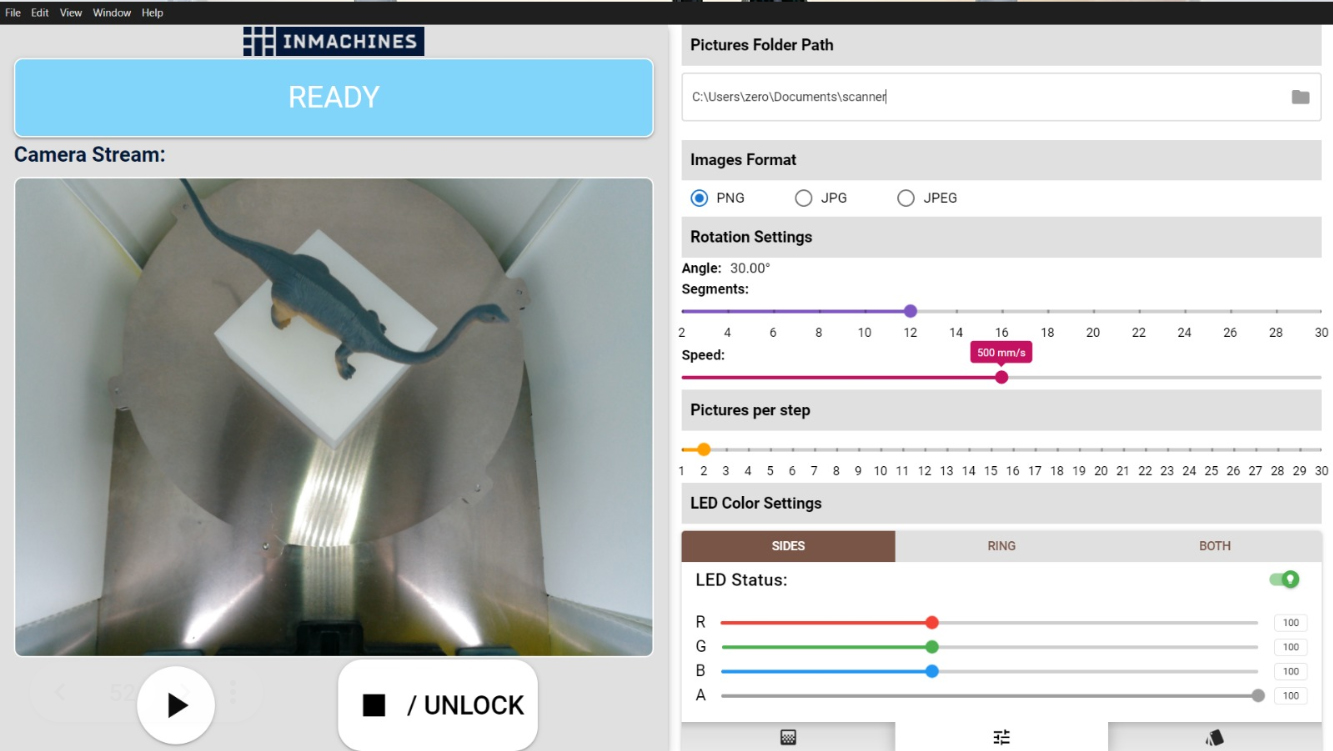 File Edit View Window Help
INMACHINES
READY
Camera Stream:
/ UNLOCK
Pictures Folder Path
C:\Users\zero\Documents\scanner
Images Format
PNG JPG JPEG
Rotation Settings
Angle: 30.00°
Segments:
2 4 6 8 10 12 14 16 18 20 22 24 26 28 30
Speed:
500 mm/s
Pictures per step
1 2 3 4 5 6 7 8 9 10 11 12 13 14 15 16 17 18 19 20 21 22 23 24 25 26 27 28 29 30
LED Color Settings
SIDES RING BOTH
LED Status:
R 100
G 100
B 100
A 100